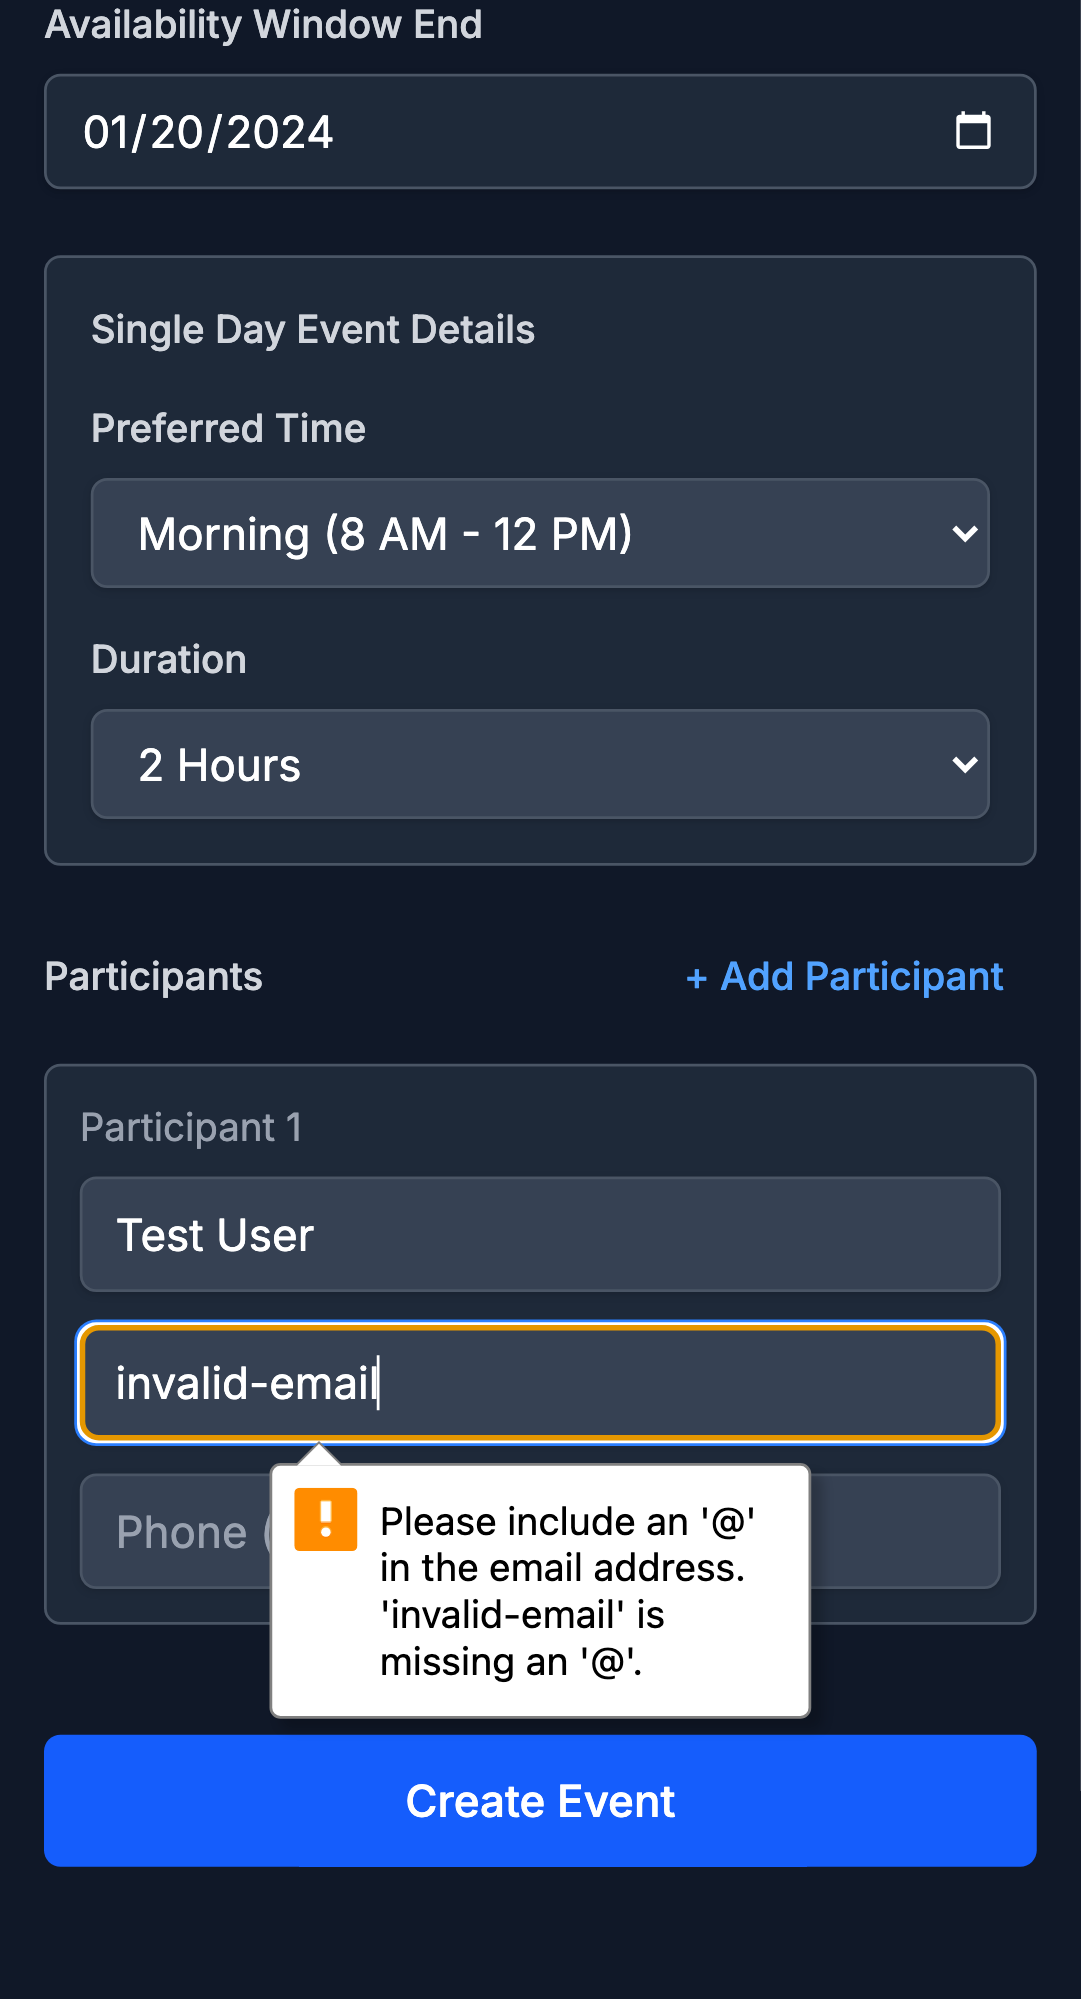 Availability Window End
01/20/2024
Single Day Event Details
Preferred Time
Morning (8 AM - 12 PM)
Duration
2 Hours
Participants
+ Add Participant
Participant 1
Test User
invalid-email
Phone (
Please include an '@'
in the email address.
'invalid-email' is
missing an '@'.
Create Event